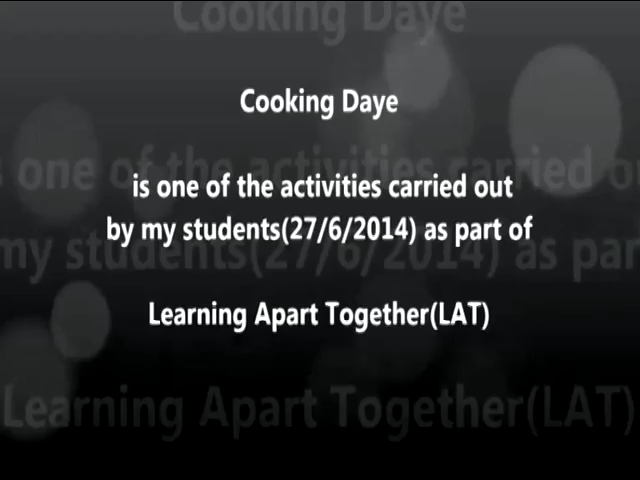 Cooking Daye
is one of the activities carried out
by my students(27/6/2014) as part of
Learning Apart Together(LAT)